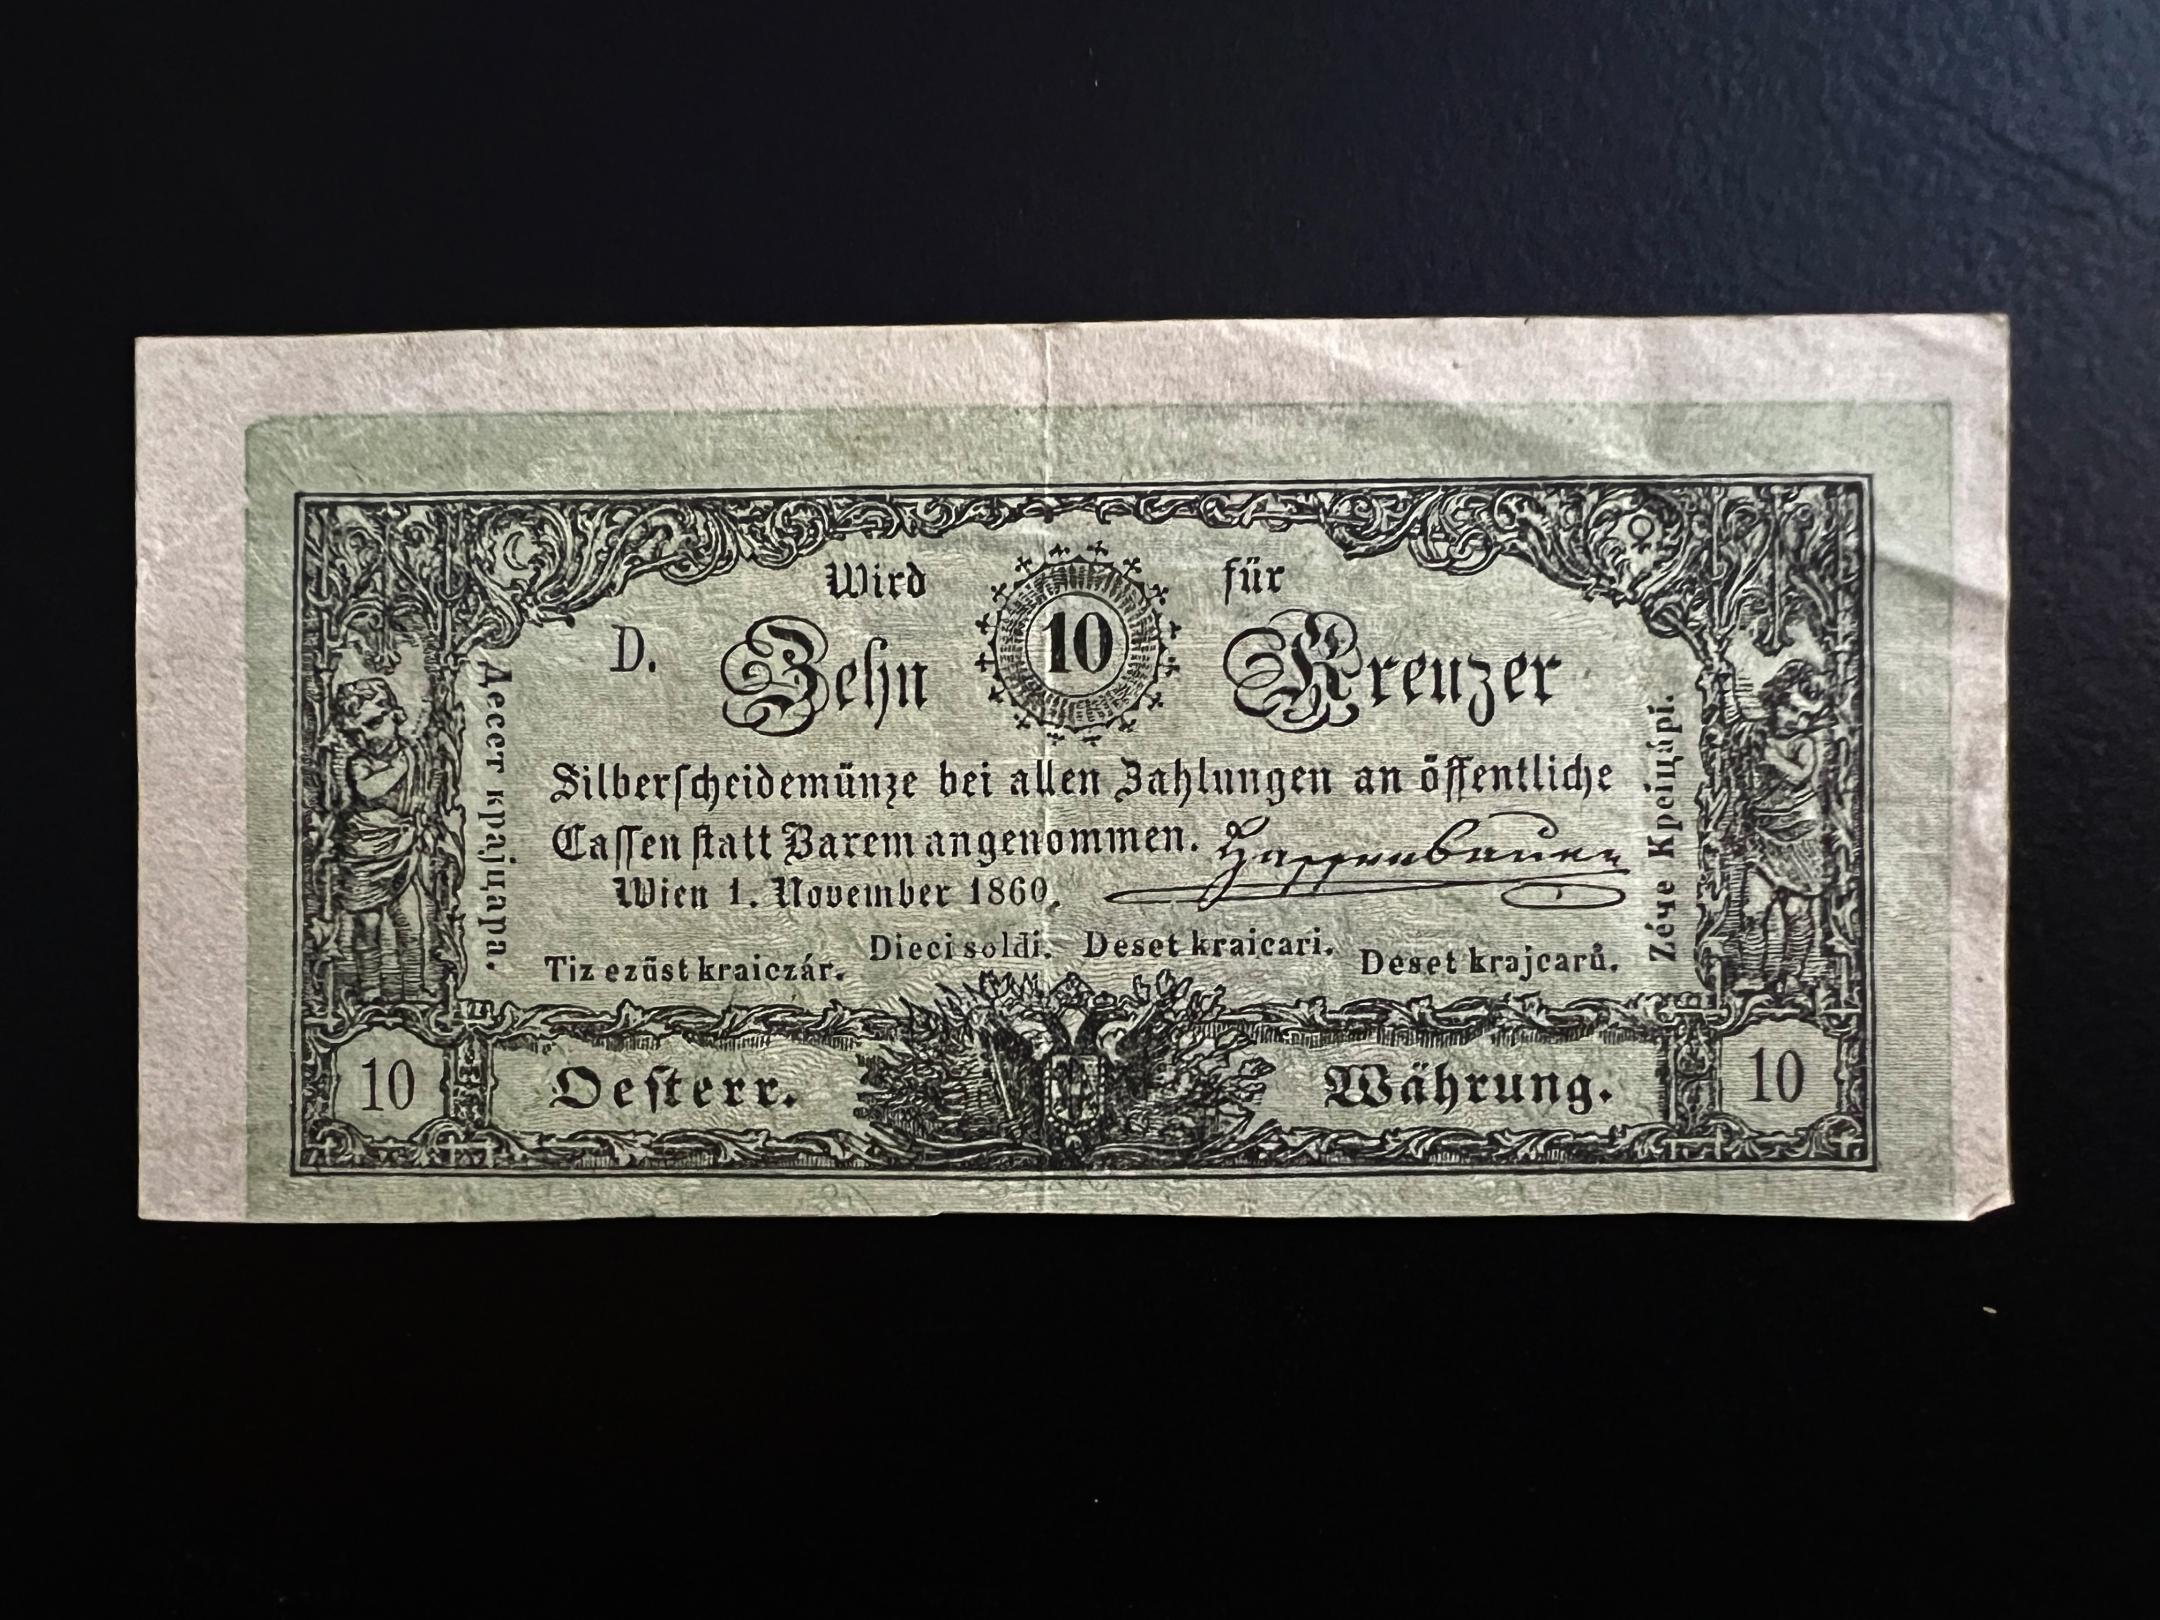 Wird 10 für
D. Zehn Kreuzer
Silberscheidemünze bei allen Zahlungen an öffentliche
Cassen statt Barem angenommen.
Wien 1. November 1860.
Tiz ezüst kraiczár. Dieci soldi. Deset kraicari. Deset krajcarů.
Десет крајцара.
Zéче Креіцáрі.
10 Oesterr. Währung. 10